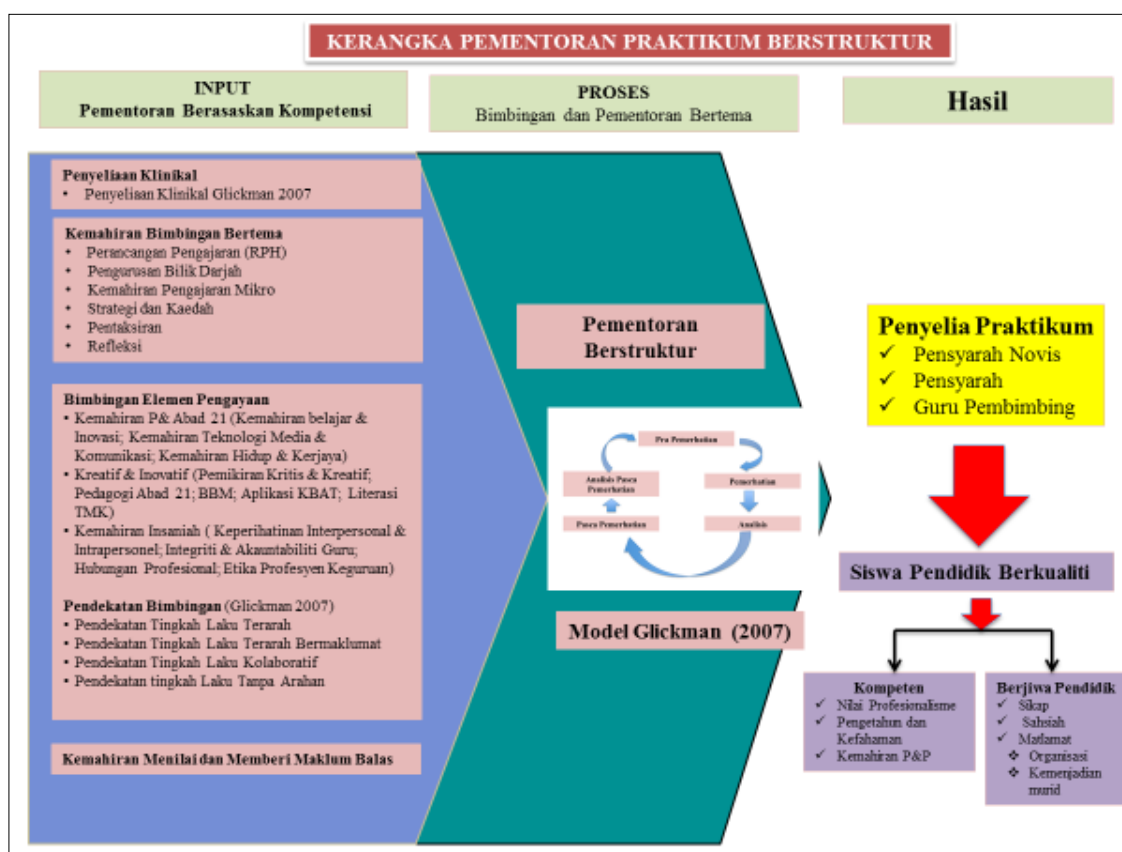 KERANGKA PEMENTORAN PRAKTIKUM BERSTRUKTUR
INPUT
Pementoran Berasaskan Kompetensi
Penyeliaan Klinikal
• Penyeliaan Klinikal Glickman 2007
Kemahiran Bimbingan Bertema
• Perancangan Pengajaran (RPH)
• Pengurusan Bilik Darjah
• Kemahiran Pengajaran Mikro
• Strategi dan Kaedah
• Pentaksiran
• Refleksi
Bimbingan Elemen Pengayaan
▪ Kemahiran P& Abad 21 (Kemahiran belajar &
Inovasi; Kemahiran Teknologi Media &
Komunikasi; Kemahiran Hidup & Kerjaya)
▪ Kreatif & Inovatif (Pemikiran Kritis & Kreatif;
Pedagogi Abad 21; BBM; Aplikasi KBAT; Literasi
TMK)
▪ Kemahiran Insaniah ( Keperihatinan Interpersonal &
Intrapersonel; Integriti & Akauntabiliti Guru;
Hubungan Profesional; Etika Profesyen Keguruan)
Pendekatan Bimbingan (Glickman 2007)
▪ Pendekatan Tingkah Laku Terarah
▪ Pendekatan Tingkah Laku Terarah Bermaklumat
▪ Pendekatan Tingkah Laku Kolaboratif
▪ Pendekatan tingkah Laku Tanpa Arahan
Kemahiran Menilai dan Memberi Maklum Balas
PROSES
Bimbingan dan Pementoran Bertema
Pementoran
Berstruktur
Pra Pemerhatian
Pemerhatian
Analisis
Pasca Pemerhatian
Analisis Pasca
Pemerhatian
Model Glickman (2007)
Hasil
Penyelia Praktikum
✓ Pensyarah Novis
✓ Pensyarah
✓ Guru Pembimbing
Siswa Pendidik Berkualiti
Kompeten
✓ Nilai Profesionalisme
✓ Pengetahun dan
Kefahaman
✓ Kemahiran P&P
Berjiwa Pendidik
✓ Sikap
✓ Sahsiah
✓ Matlamat
❖ Organisasi
❖ Kemenjadian
murid